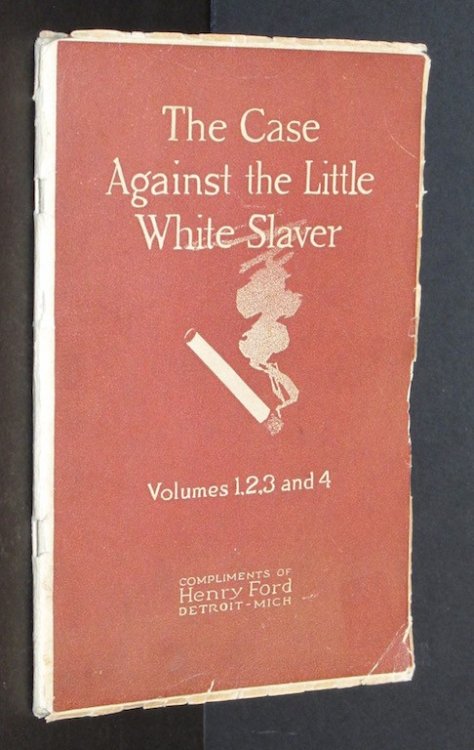 The Case
Against the Little
White Slaver
Volumes 1,2,3 and 4
COMPLIMENTS OF
Henry Ford
DETROIT-MICH